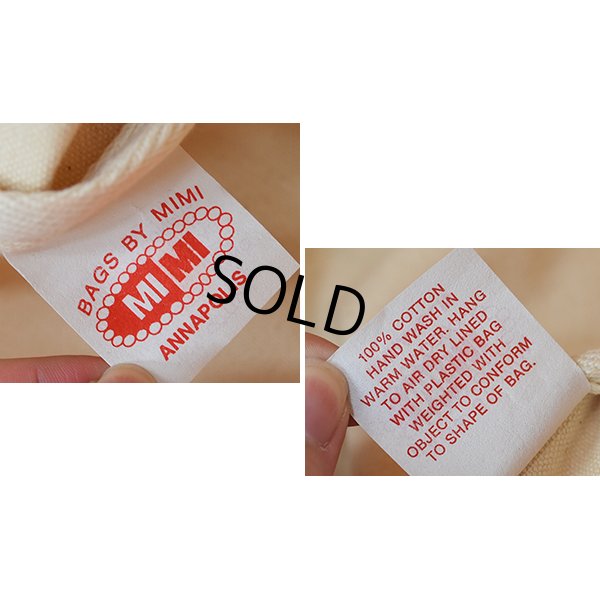 BAGS BY MIMI
MI MI
ANNAPOLIS
SOLD
100% COTTON
HAND WASH IN
WARM WATER. HANG
TO AIR DRY LINED
WITH PLASTIC BAG
WEIGHTED WITH
OBJECT TO CONFORM
TO SHAPE OF BAG.